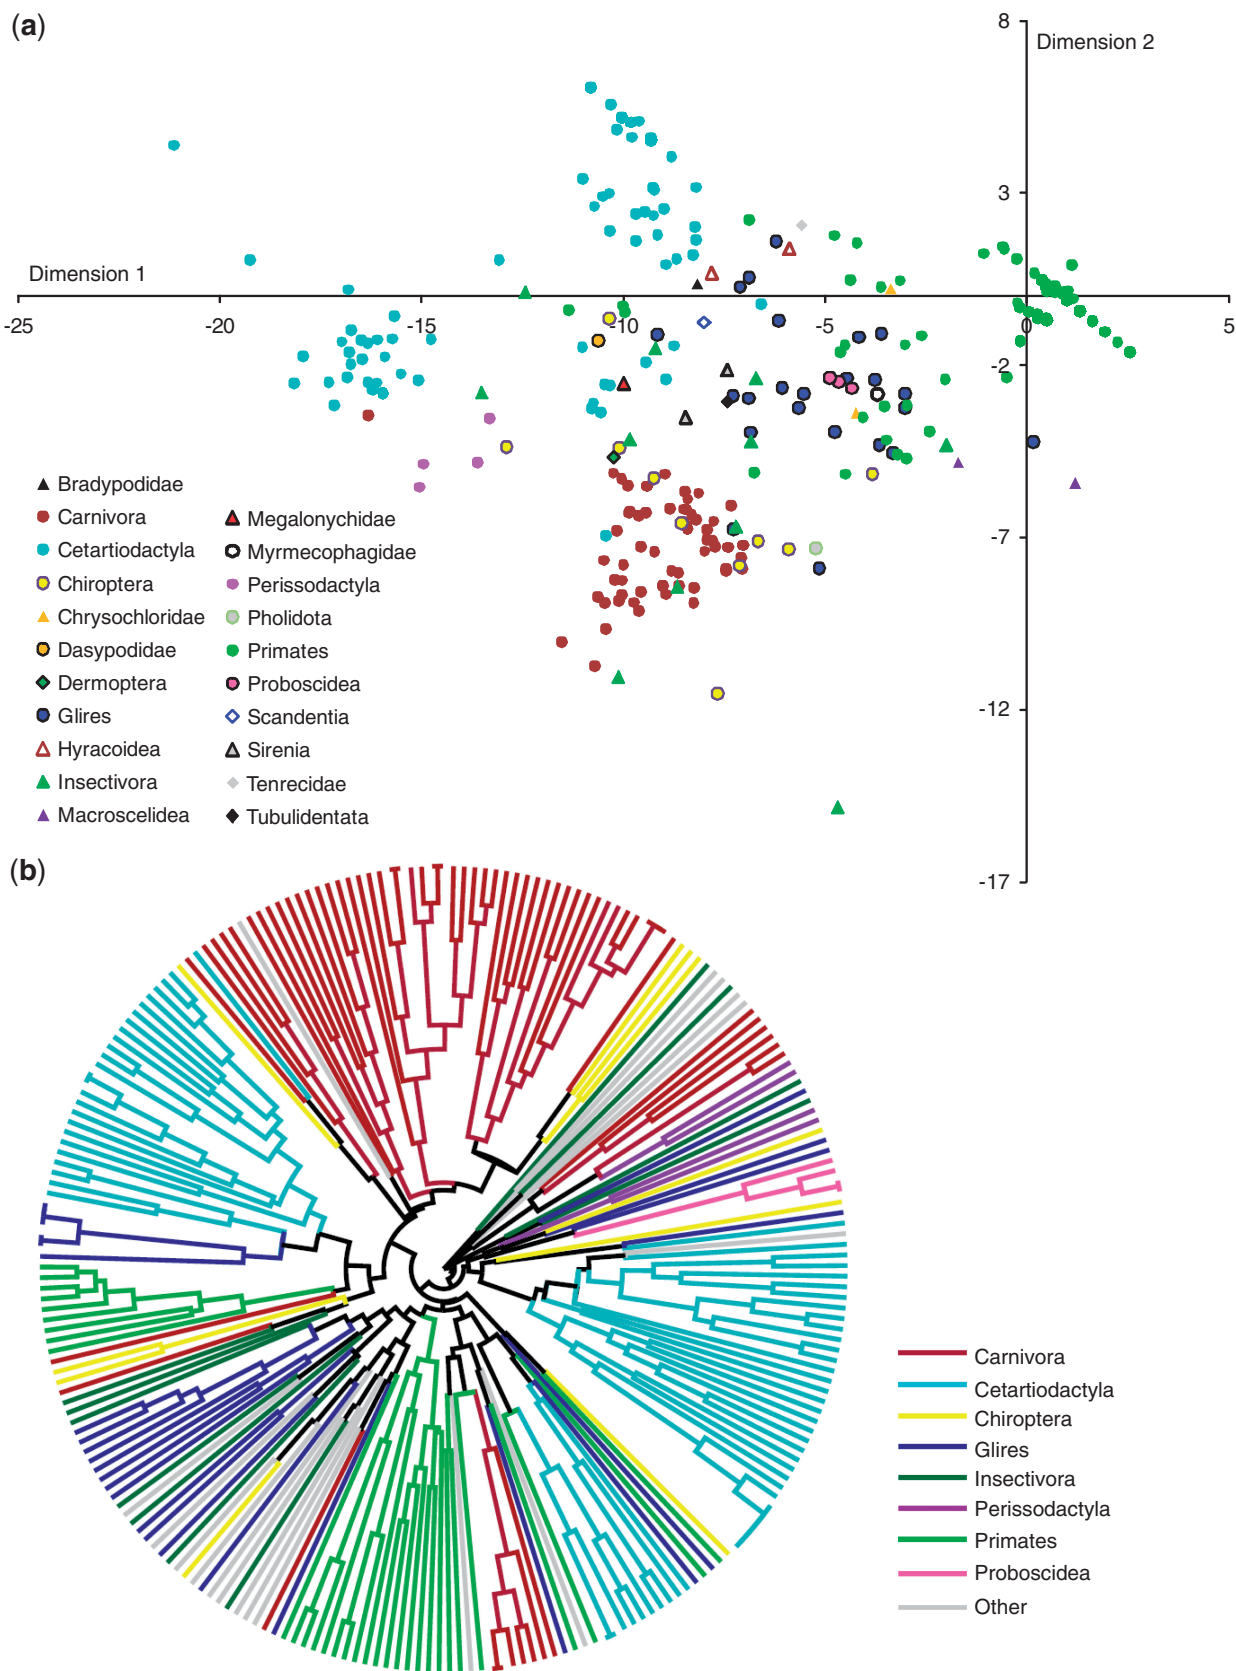 (a)
8
Dimension 2
3
Dimension 1
-25
-20
-15
-10
-5
0
5
-2
-7
-12
-17
Bradypodidae
Carnivora
Cetartiodactyla
Chiroptera
Chrysochloridae
Dasypodidae
Dermoptera
Glires
Hyracoidea
Insectivora
Macroscelidea
Megalonychidae
Myrmecophagidae
Perissodactyla
Pholidota
Primates
Proboscidea
Scandentia
Sirenia
Tenrecidae
Tubulidentata
(b)
Carnivora
Cetartiodactyla
Chiroptera
Glires
Insectivora
Perissodactyla
Primates
Proboscidea
Other